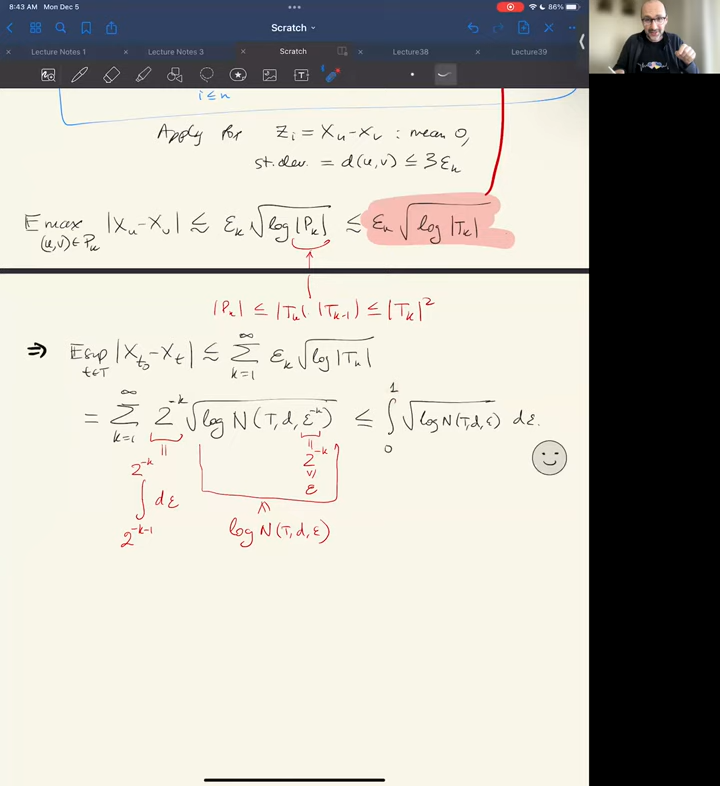 8:43 AM Mon Dec 5
86%
Scratch
Lecture Notes 1
Lecture Notes 3
Scratch
Lecture38
Lecture39
i≤n
Apply for Z_i = X_u - X_v : mean 0,
st. dev. = d(u,v) ≤ 3ε_k
E max_{(u,v)∈P_k} |X_u - X_v| ≲ ε_k √(log |P_k|) ≲ ε_k √(log |T_k|)
|P_k| ≤ |T_k| · |T_{k-1}| ≤ |T_k|²
⇒ E sup_{t∈T} |X_{t_0} - X_t| ≲ Σ_{k=1}^∞ ε_k √(log |T_k|)
= Σ_{k=1}^∞ 2^{-k} √(log N(T,d,ε^{-k})) ≤ ∫_0^1 √(log N(T,d,ε)) dε.
|| ||
2^{-k} 2^{-k}
∨/
∫_{2^{-k-1}}^{2^{-k}} dε ε
∧/
log N(T,d,ε)